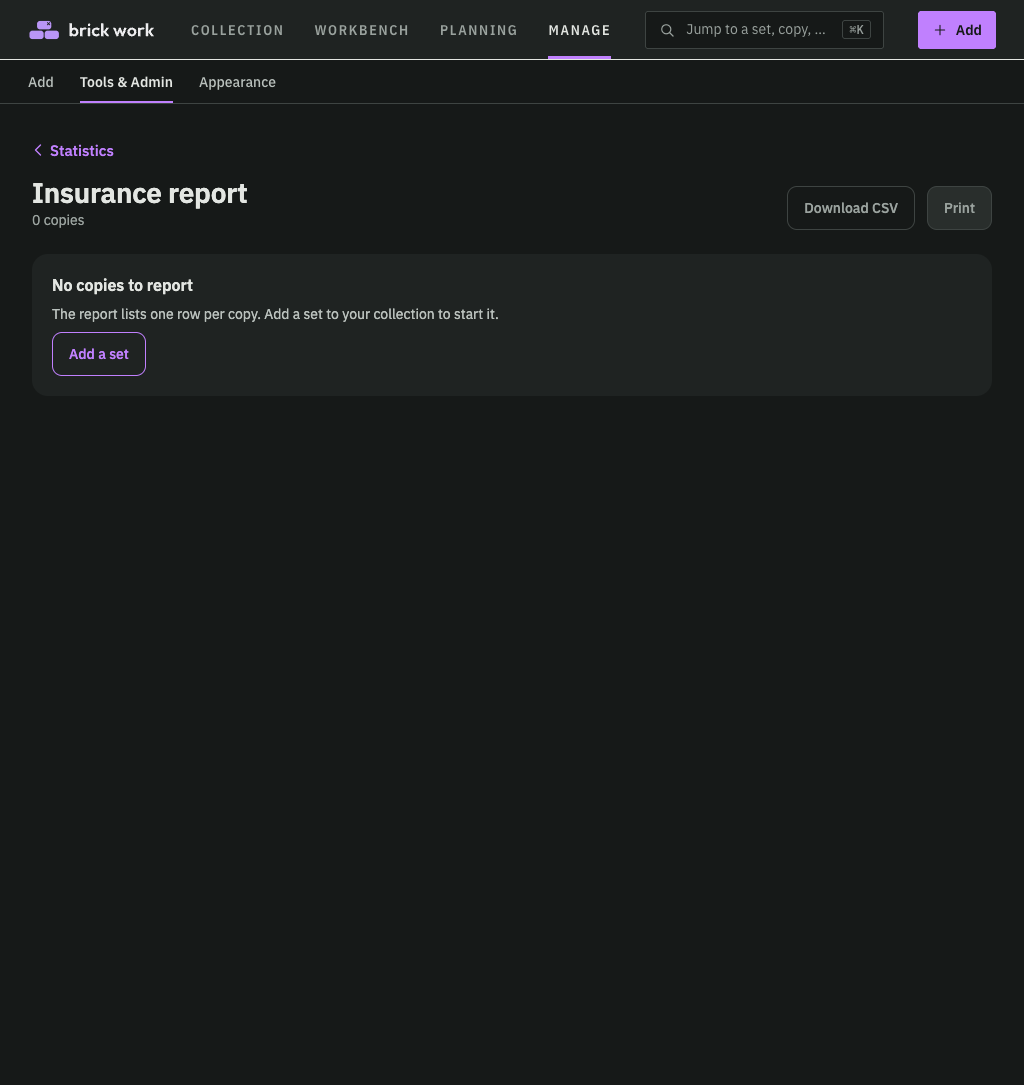 brick work
COLLECTION
WORKBENCH
PLANNING
MANAGE
Jump to a set, copy, ...
⌘K
+ Add
Add
Tools & Admin
Appearance
Statistics
Insurance report
0 copies
Download CSV
Print
No copies to report
The report lists one row per copy. Add a set to your collection to start it.
Add a set